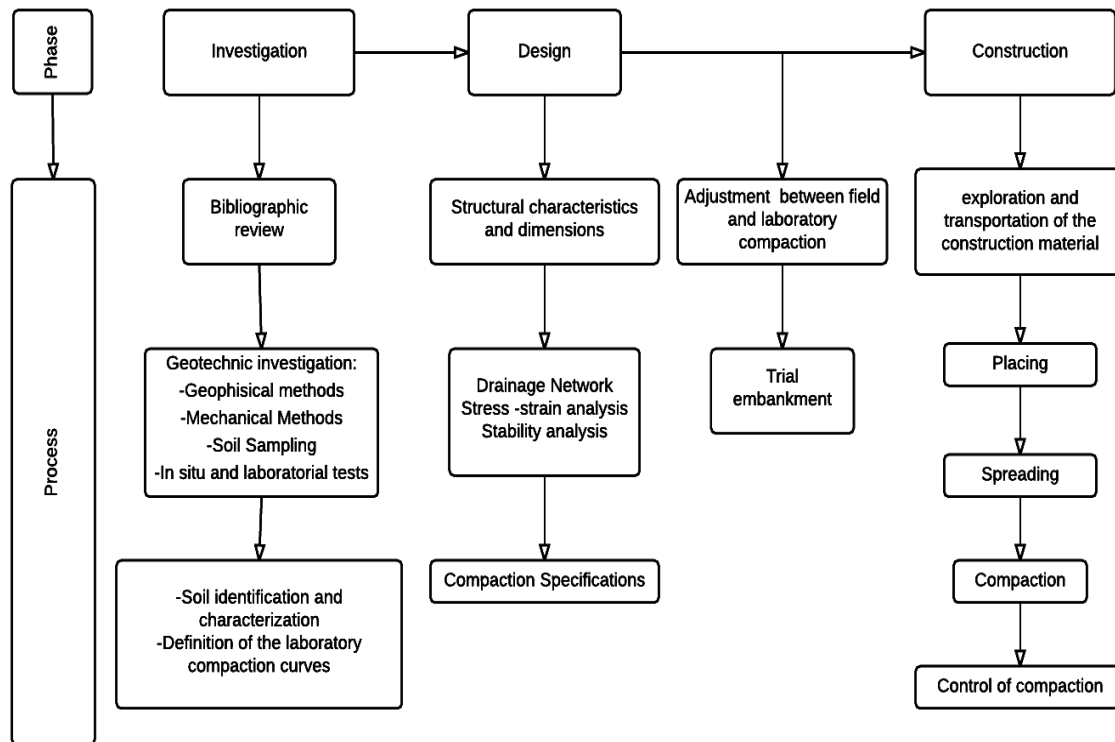 Phase
Investigation
Design
Construction
Process
Bibliographic
review
Geotechnic investigation:
-Geophisical methods
-Mechanical Methods
-Soil Sampling
-In situ and laboratorial tests
-Soil identification and
characterization
-Definition of the laboratory
compaction curves
Structural characteristics
and dimensions
Drainage Network
Stress -strain analysis
Stability analysis
Compaction Specifications
Adjustment between field
and laboratory
compaction
Trial
embankment
exploration and
transportation of the
construction material
Placing
Spreading
Compaction
Control of compaction